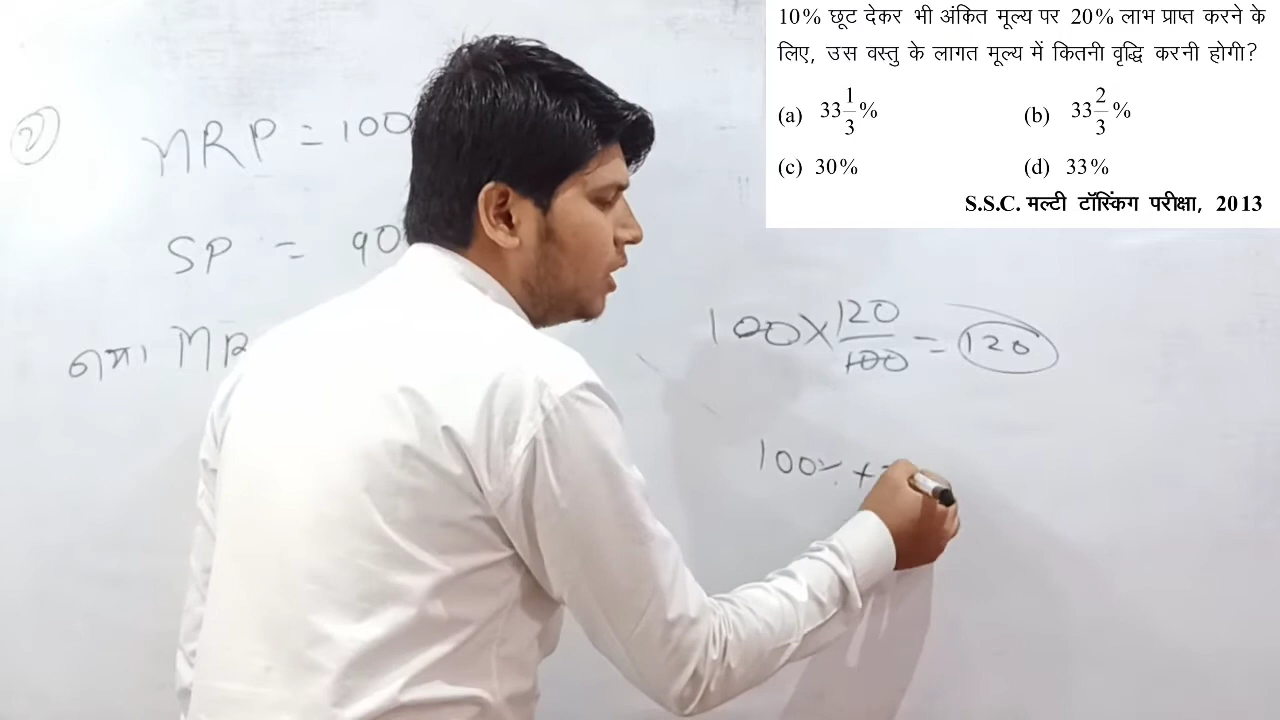 10% छूट देकर भी अंकित मूल्य पर 20% लाभ प्राप्त करने के
लिए, उस वस्तु के लागत मूल्य में कितनी वृद्धि करनी होगी?
(a) 33 1/3 %
(b) 33 2/3 %
(c) 30%
(d) 33%
S.S.C. मल्टी टॉस्किंग परीक्षा, 2013
MRP = 100
SP = 90
नया
100 × 120/100 = 120
100% +